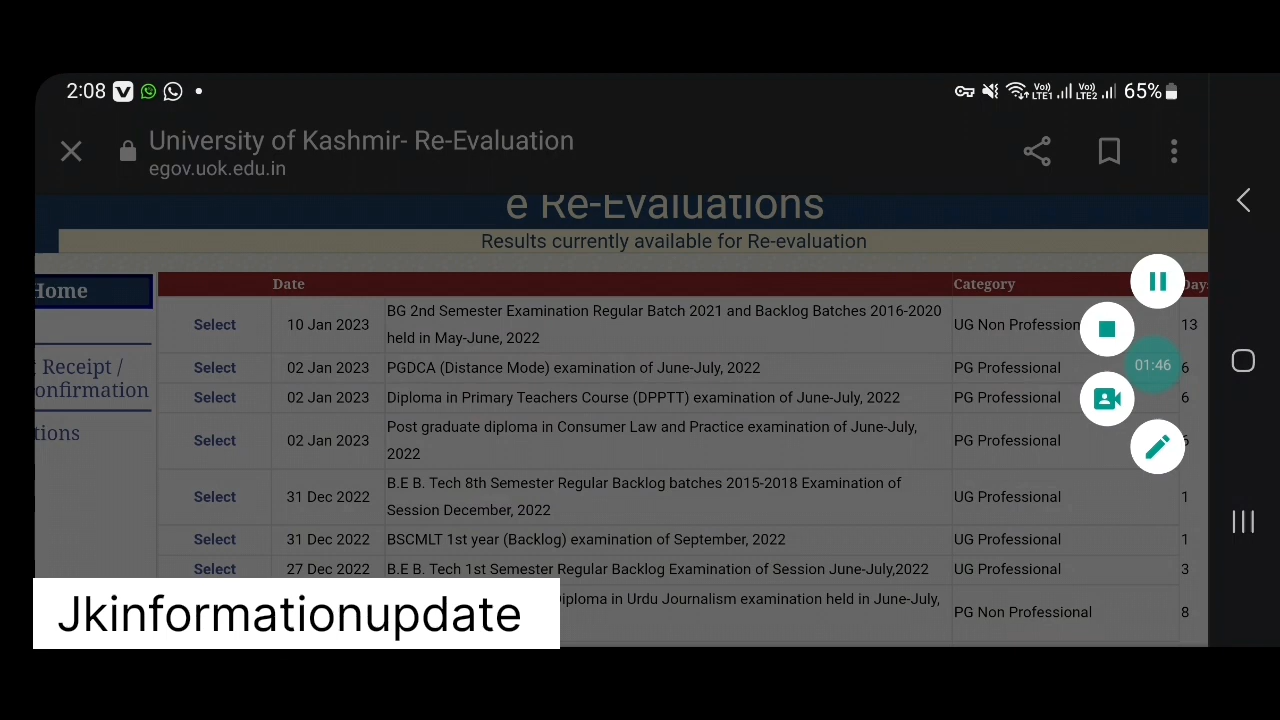 2:08
Vo)) LTE1 Vo)) LTE2 65%
University of Kashmir- Re-Evaluation
egov.uok.edu.in
e Re-Evaluations
Results currently available for Re-evaluation
Home
Date Category Days
Select 10 Jan 2023 BG 2nd Semester Examination Regular Batch 2021 and Backlog Batches 2016-2020 UG Non Profession 13
held in May-June, 2022
Receipt /
onfirmation
tions
Select 02 Jan 2023 PGDCA (Distance Mode) examination of June-July, 2022 PG Professional 6
01:46
Select 02 Jan 2023 Diploma in Primary Teachers Course (DPPTT) examination of June-July, 2022 PG Professional 6
Select 02 Jan 2023 Post graduate diploma in Consumer Law and Practice examination of June-July, PG Professional 6
2022
Select 31 Dec 2022 B.E B. Tech 8th Semester Regular Backlog batches 2015-2018 Examination of UG Professional 1
Session December, 2022
Select 31 Dec 2022 BSCMLT 1st year (Backlog) examination of September, 2022 UG Professional 1
Select 27 Dec 2022 B.E B. Tech 1st Semester Regular Backlog Examination of Session June-July,2022 UG Professional 3
iploma in Urdu Journalism examination held in June-July, PG Non Professional 8
Jkinformationupdate